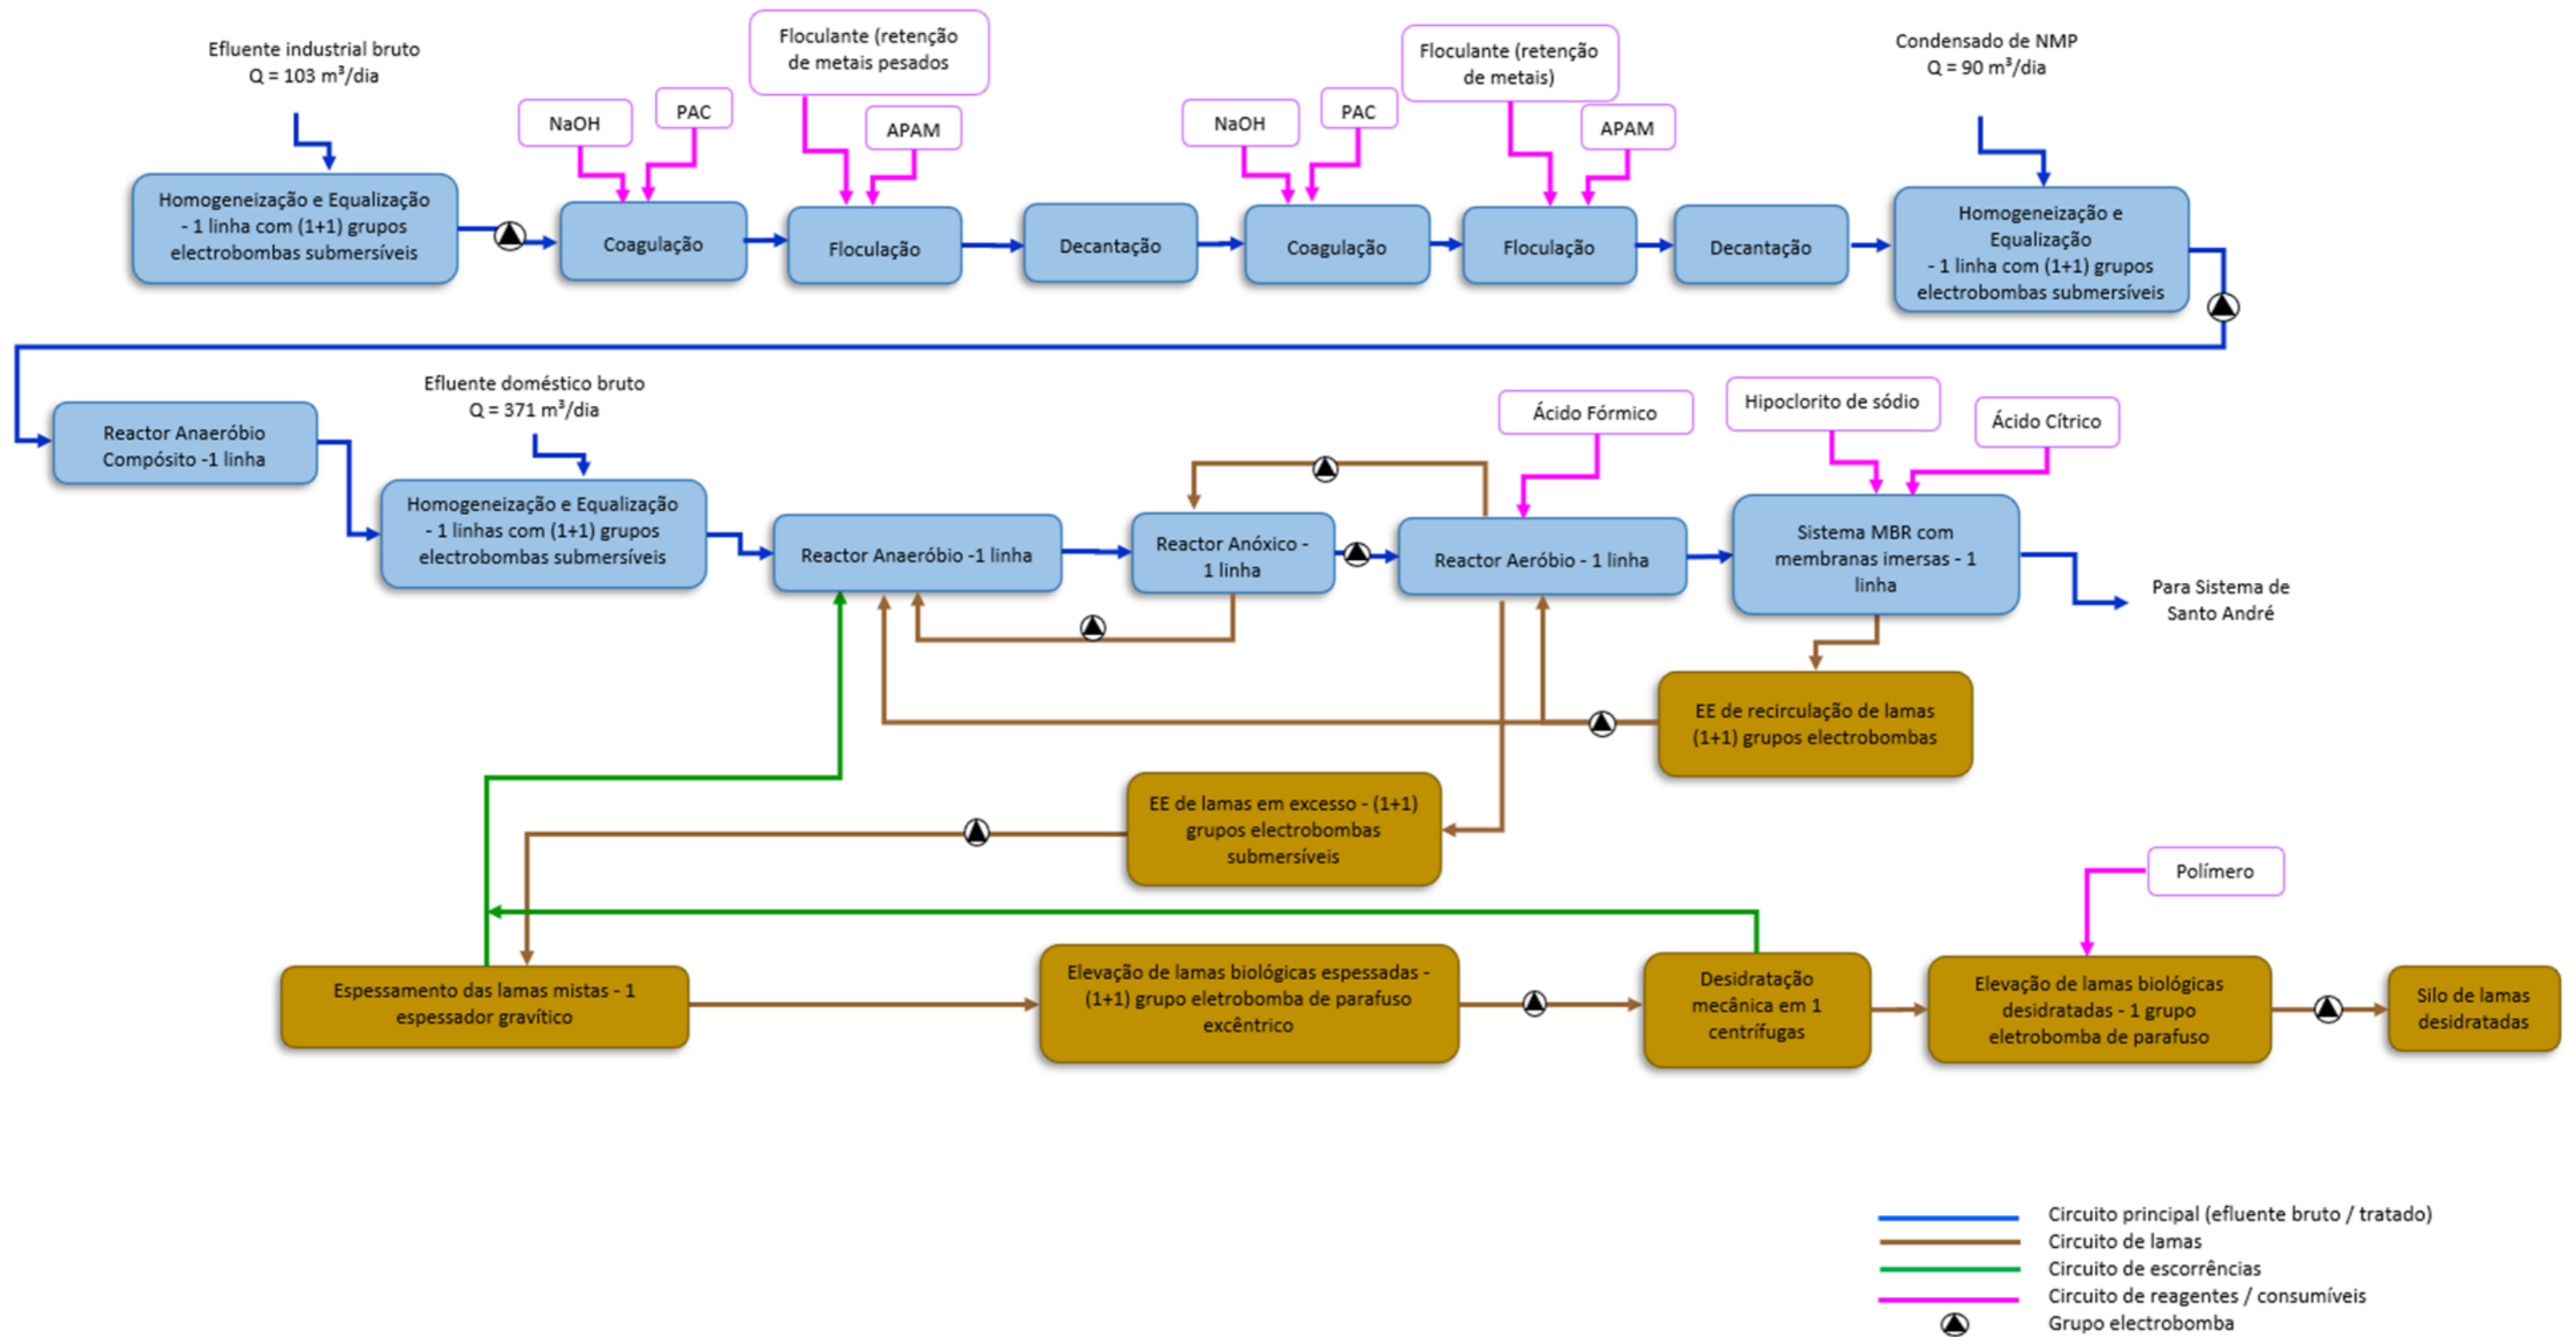 Efluente industrial bruto
Q = 103 m³/dia
Floculante (retenção
de metais pesados
Floculante (retenção
de metais)
Condensado de NMP
Q = 90 m³/dia
NaOH
PAC
APAM
NaOH
PAC
APAM
Homogeneização e Equalização
- 1 linha com (1+1) grupos
electrobombas submersíveis
Coagulação
Floculação
Decantação
Coagulação
Floculação
Decantação
Homogeneização e
Equalização
- 1 linha com (1+1) grupos
electrobombas submersíveis
Reactor Anaeróbio
Compósito -1 linha
Efluente doméstico bruto
Q = 371 m³/dia
Ácido Fórmico
Hipoclorito de sódio
Ácido Cítrico
Homogeneização e Equalização
- 1 linhas com (1+1) grupos
electrobombas submersíveis
Reactor Anaeróbio -1 linha
Reactor Anóxico -
1 linha
Reactor Aeróbio - 1 linha
Sistema MBR com
membranas imersas - 1
linha
Para Sistema de
Santo André
EE de recirculação de lamas
(1+1) grupos electrobombas
EE de lamas em excesso - (1+1)
grupos electrobombas
submersíveis
Polímero
Espessamento das lamas mistas - 1
espessador gravítico
Elevação de lamas biológicas espessadas -
(1+1) grupo eletrobomba de parafuso
excêntrico
Desidratação
mecânica em 1
centrífugas
Elevação de lamas biológicas
desidratadas - 1 grupo
eletrobomba de parafuso
Silo de lamas
desidratadas
Circuito principal (efluente bruto / tratado)
Circuito de lamas
Circuito de escorrências
Circuito de reagentes / consumíveis
Grupo electrobomba